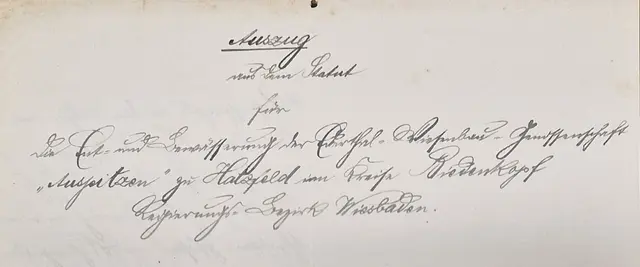 Auszug
aus dem Statut
für
die Ent- und Bewässerung der Wiesenbau-Genossenschaft
„Auspitzen" zu Hatzfeld im Kreise Biedenkopf
Regierungs-Bezirk Wiesbaden.